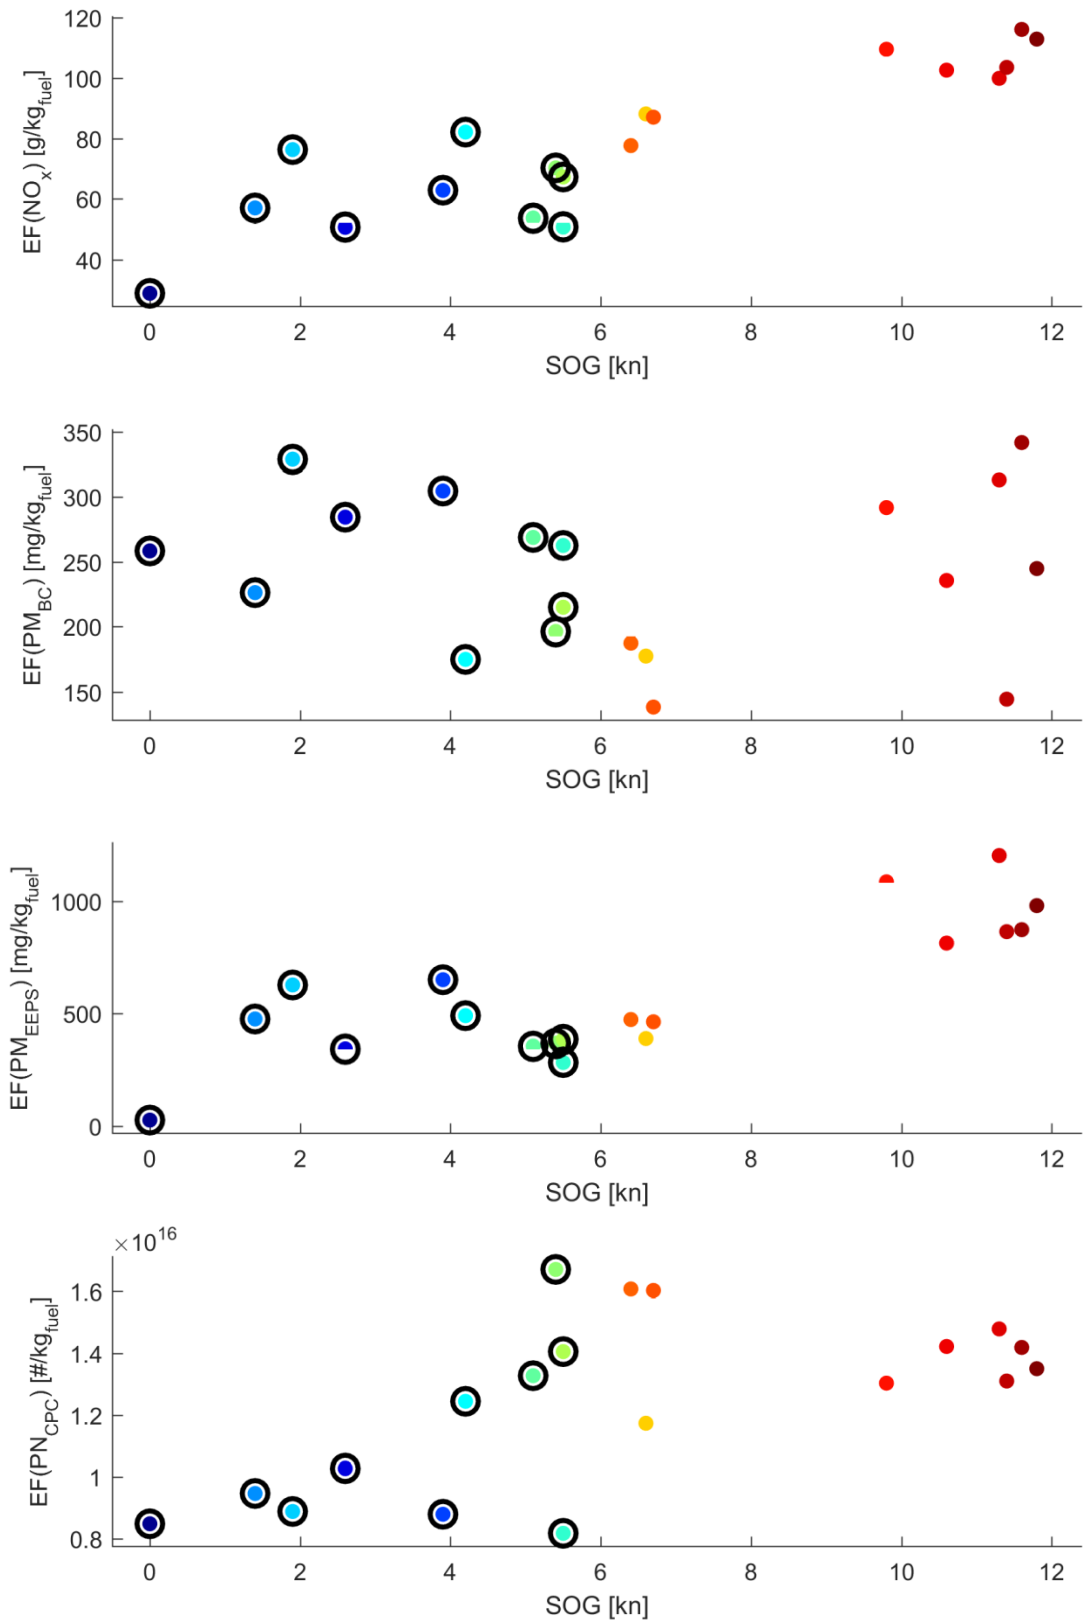 120
100
80
60
40
EF(NOx) [g/kgfuel]
0 2 4 6 8 10 12
SOG [kn]
350
300
250
200
150
EF(PMBC) [mg/kgfuel]
0 2 4 6 8 10 12
SOG [kn]
1000
500
0
EF(PMEEPS) [mg/kgfuel]
0 2 4 6 8 10 12
SOG [kn]
×10^16
1.6
1.4
1.2
1
0.8
EF(PNCPC) [#/kgfuel]
0 2 4 6 8 10 12
SOG [kn]